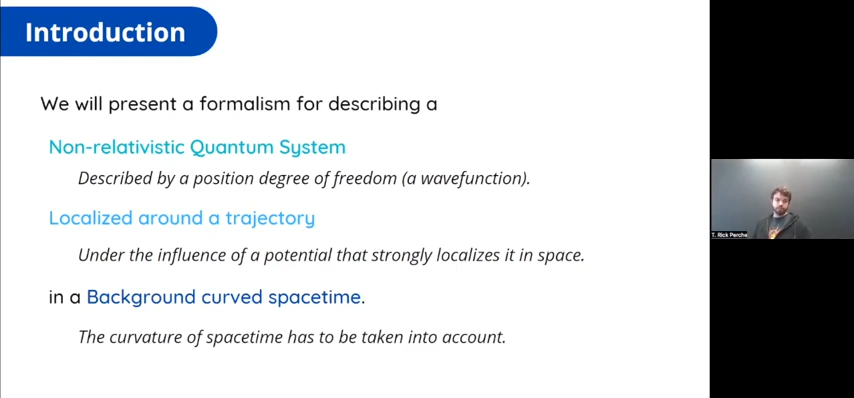 Introduction
We will present a formalism for describing a
Non-relativistic Quantum System
Described by a position degree of freedom (a wavefunction).
Localized around a trajectory
Under the influence of a potential that strongly localizes it in space.
in a Background curved spacetime.
The curvature of spacetime has to be taken into account.
T. Rick Perche